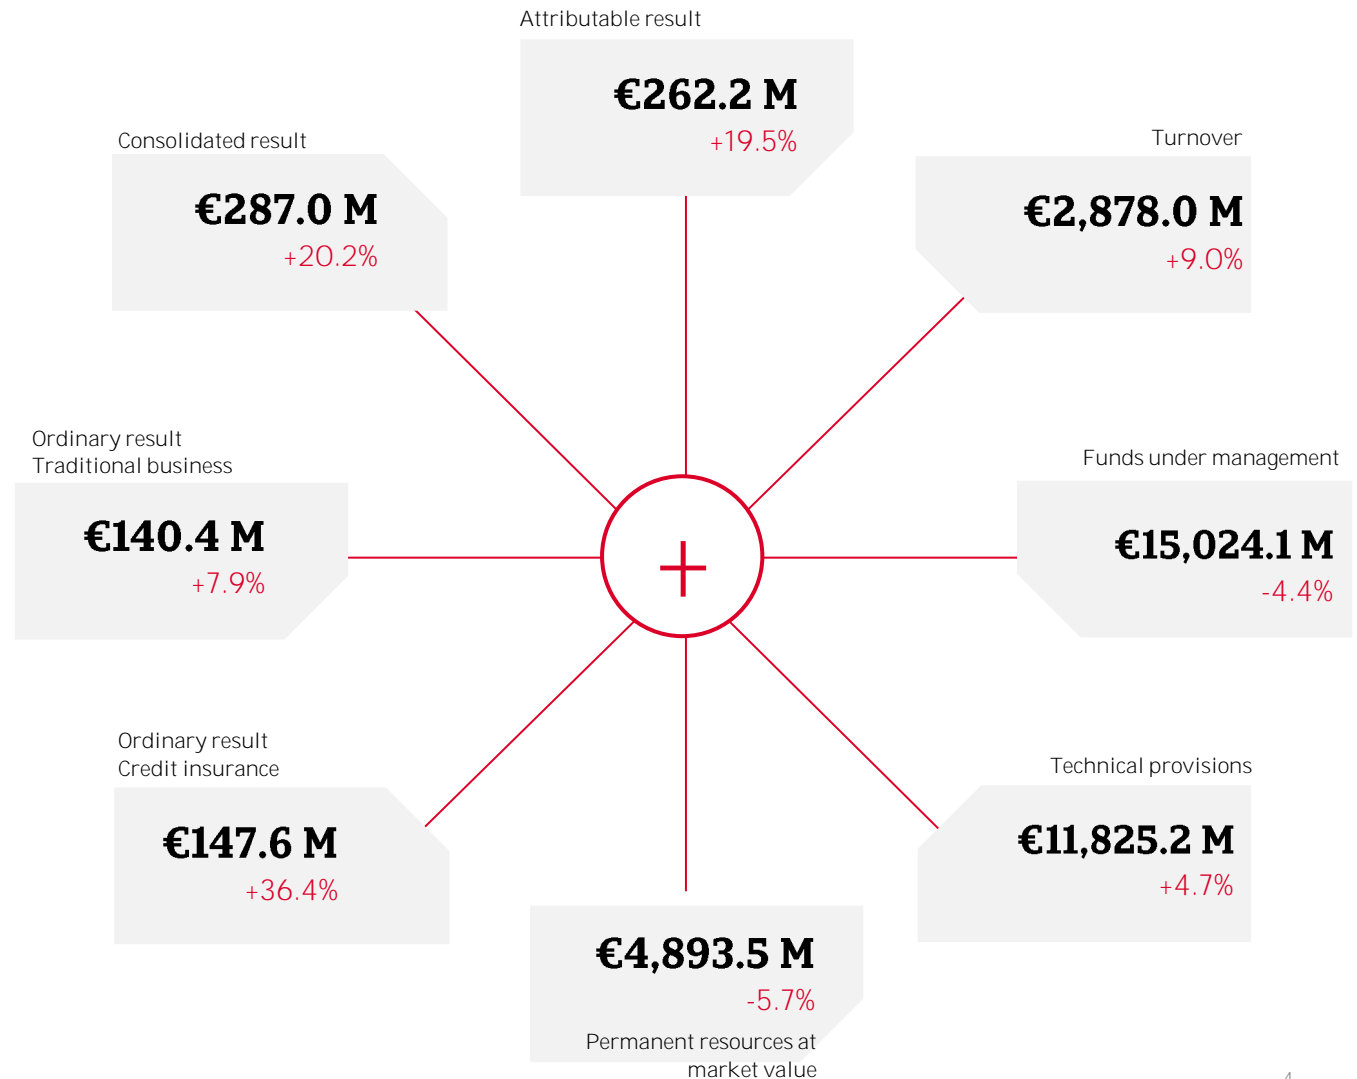 Attributable result
€262.2 M
+19.5%
Consolidated result
€287.0 M
+20.2%
Turnover
€2,878.0 M
+9.0%
Ordinary result
Traditional business
€140.4 M
+7.9%
Funds under management
€15,024.1 M
-4.4%
Ordinary result
Credit insurance
€147.6 M
+36.4%
Technical provisions
€11,825.2 M
+4.7%
€4,893.5 M
-5.7%
Permanent resources at
market value